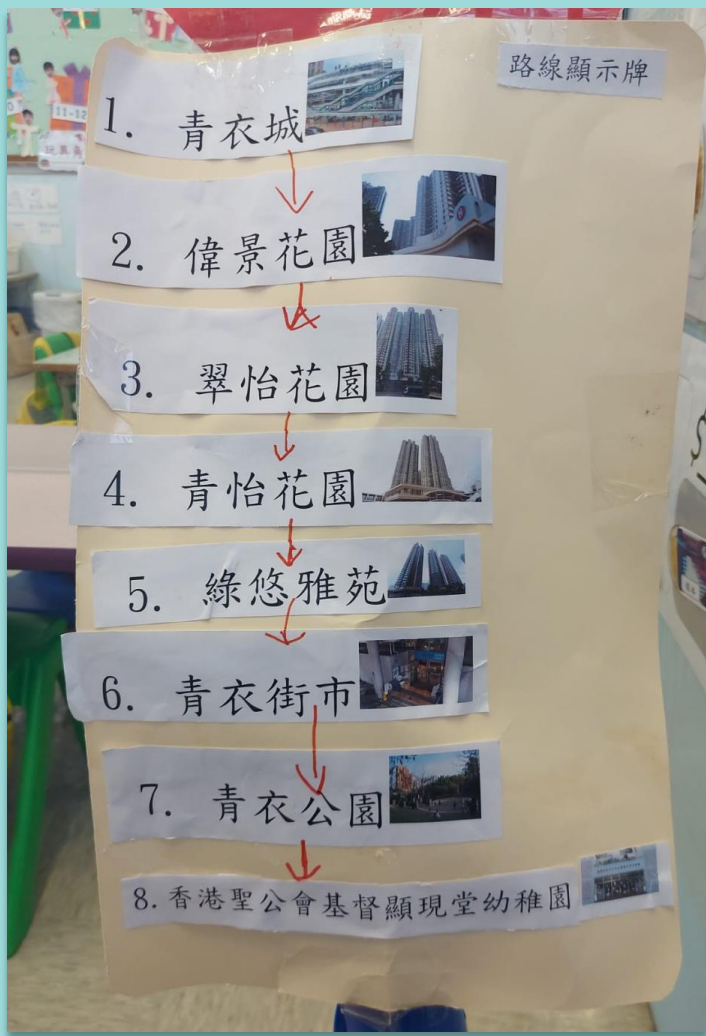 路線顯示牌
1. 青衣城
2. 偉景花園
3. 翠怡花園
4. 青怡花園
5. 綠悠雅苑
6. 青衣街市
7. 青衣公園
8. 香港聖公會基督顯現堂幼稚園
11-12